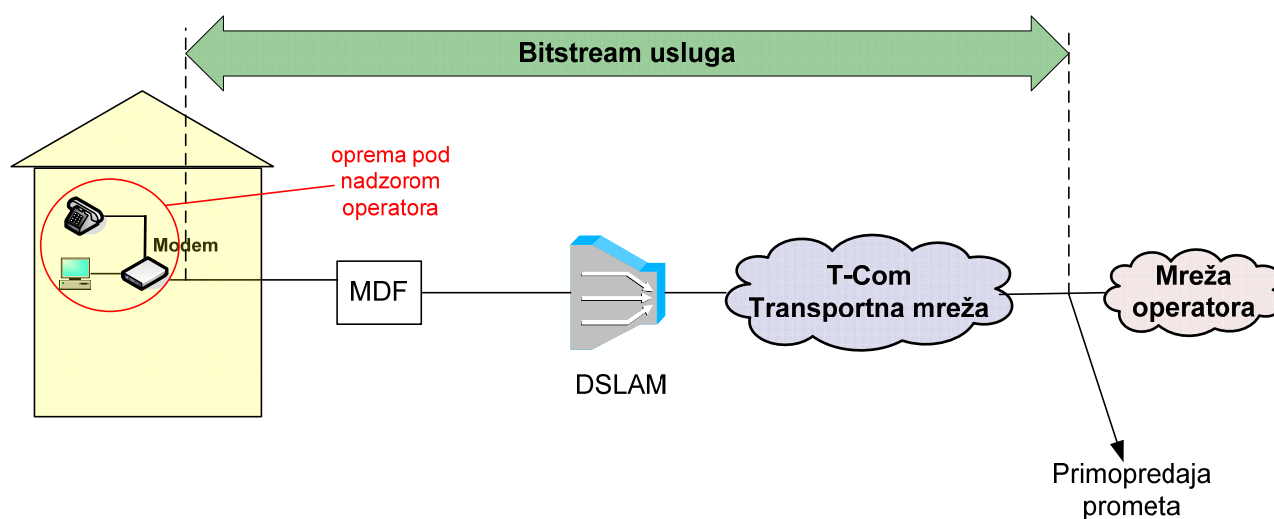 Bitstream usluga
oprema pod
nadzorom
operatora
Modem
MDF
DSLAM
T-Com
Transportna mreža
Mreža
operatora
Primopredaja
prometa